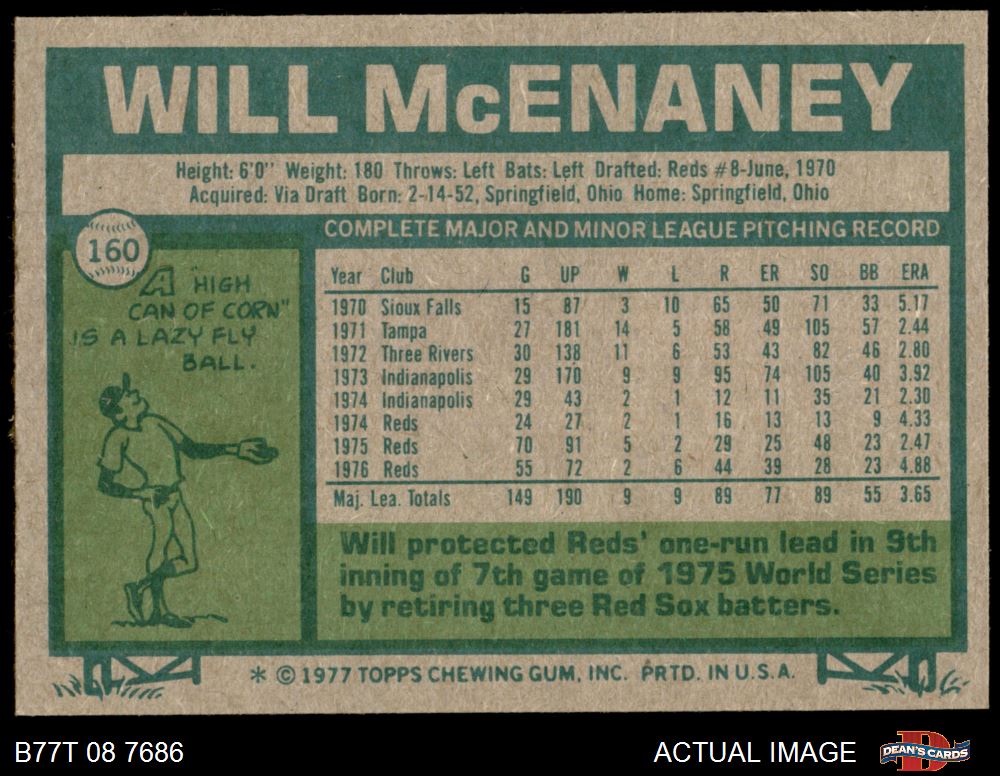 WILL McENANEY
Height: 6'0" Weight: 180 Throws: Left Bats: Left Drafted: Reds #8-June, 1970
Acquired: Via Draft Born: 2-14-52, Springfield, Ohio Home: Springfield, Ohio
160
COMPLETE MAJOR AND MINOR LEAGUE PITCHING RECORD
A HIGH
CAN OF CORN"
IS A LAZY FLY
BALL.
Year Club G UP W L R ER SO BB ERA
1970 Sioux Falls 15 87 3 10 65 50 71 33 5.17
1971 Tampa 27 181 14 5 58 49 105 57 2.44
1972 Three Rivers 30 138 11 6 53 43 82 46 2.80
1973 Indianapolis 29 170 9 9 95 74 105 40 3.92
1974 Indianapolis 29 43 2 1 12 11 35 21 2.30
1974 Reds 24 27 2 1 16 13 13 9 4.33
1975 Reds 70 91 5 2 29 25 48 23 2.47
1976 Reds 55 72 2 6 44 39 28 23 4.88
Maj. Lea. Totals 149 190 9 9 89 77 89 55 3.65
Will protected Reds' one-run lead in 9th
inning of 7th game of 1975 World Series
by retiring three Red Sox batters.
* © 1977 TOPPS CHEWING GUM, INC. PRTD. IN U.S.A.
B77T 08 7686 ACTUAL IMAGE DEAN'S CARDS